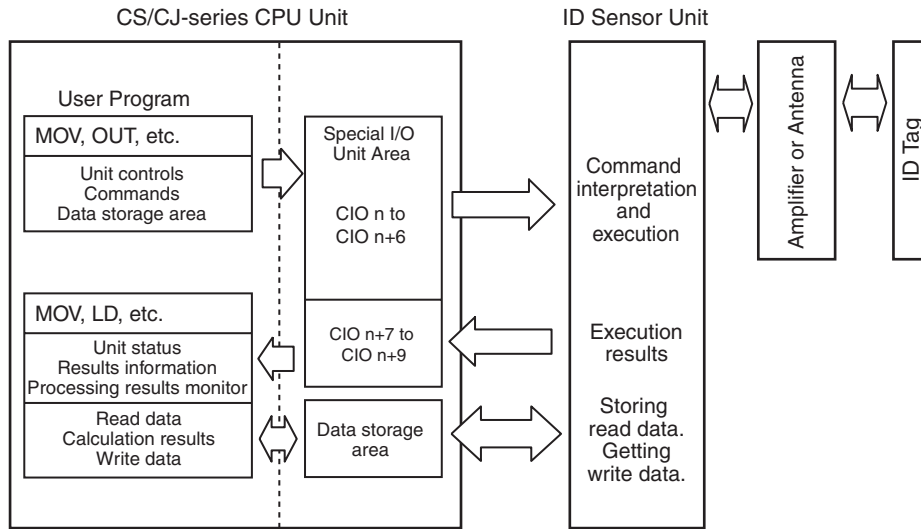 CS/CJ-series CPU Unit
ID Sensor Unit
User Program
MOV, OUT, etc.
Unit controls
Commands
Data storage area
Special I/O
Unit Area
CIO n to
CIO n+6
Command
interpretation
and
execution
Amplifier or Antenna
ID Tag
MOV, LD, etc.
Unit status
Results information
Processing results monitor
CIO n+7 to
CIO n+9
Execution
results
Read data
Calculation results
Write data
Data storage
area
Storing
read data.
Getting
write data.